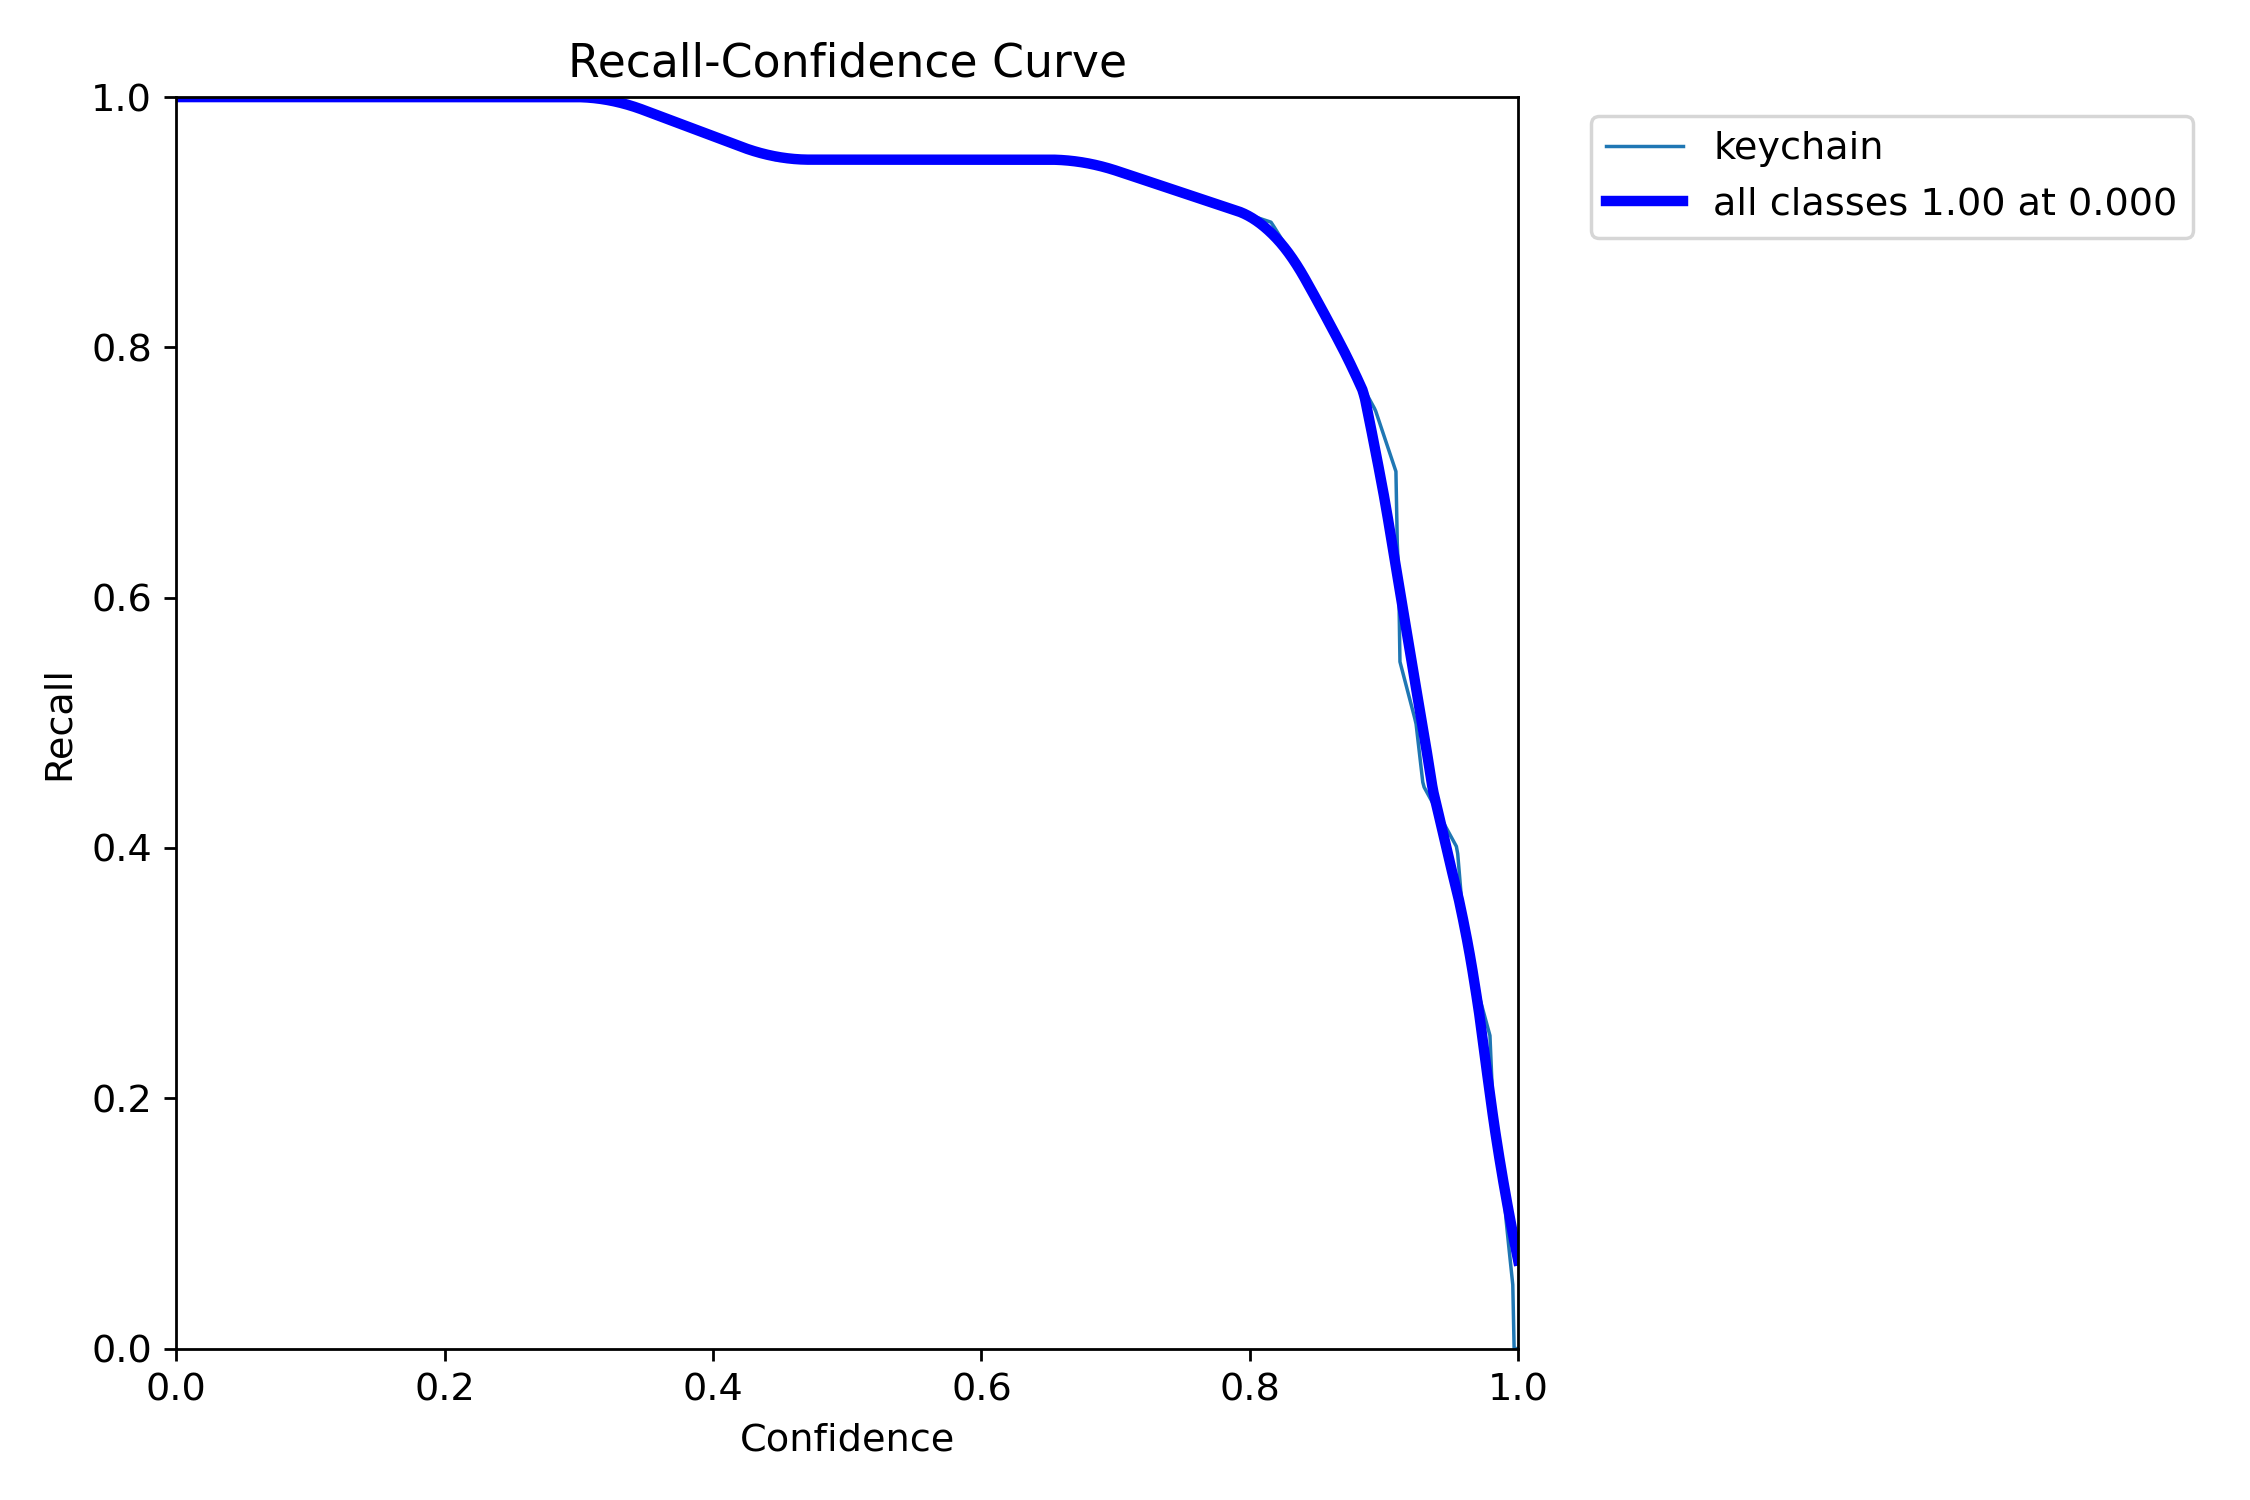 Recall-Confidence Curve
keychain
all classes 1.00 at 0.000
1.0
0.8
0.6
0.4
0.2
0.0
Recall
0.0 0.2 0.4 0.6 0.8 1.0
Confidence